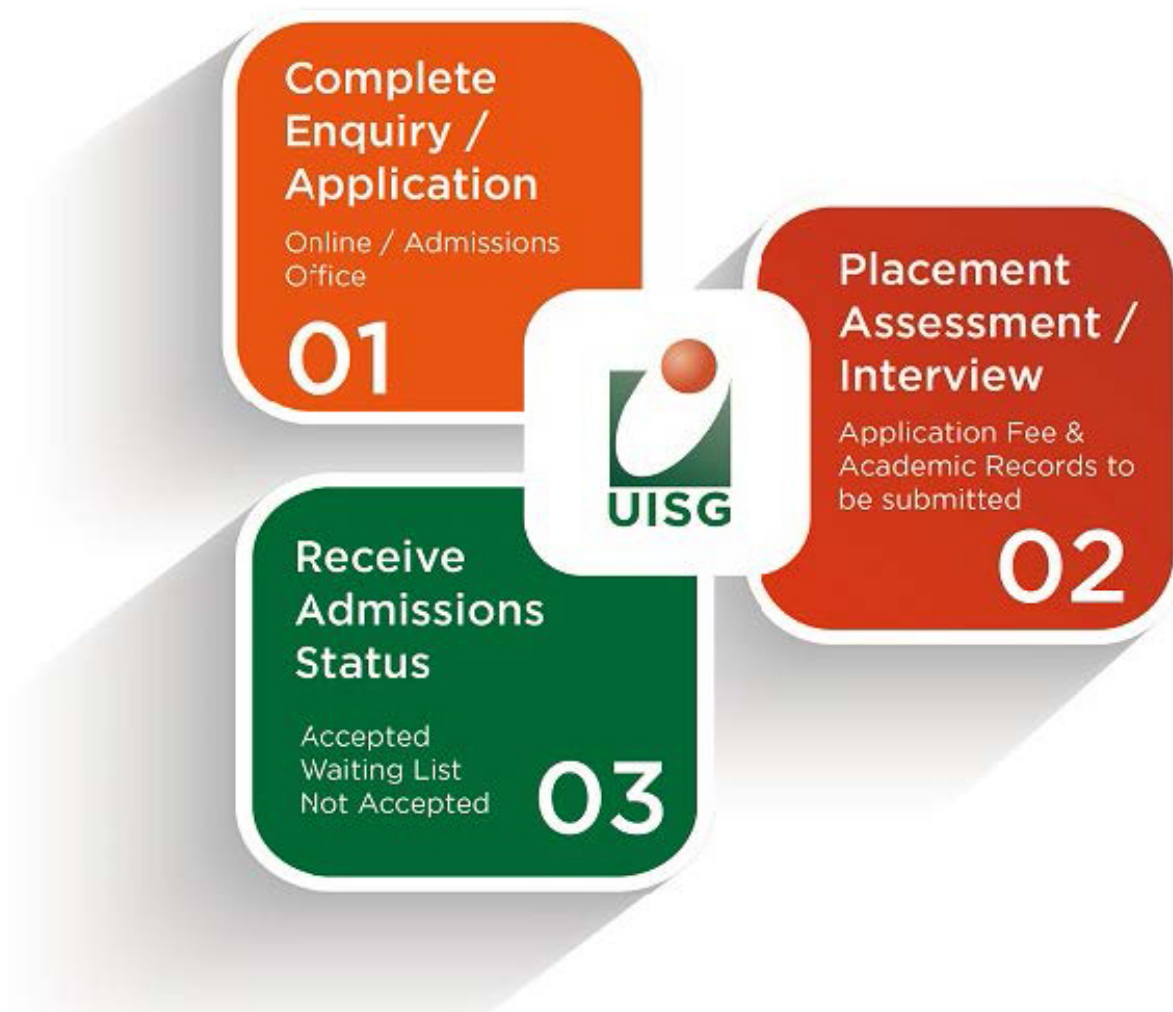 Complete
Enquiry /
Application
Online / Admissions
Office
01
Placement
Assessment /
Interview
Application Fee &
Academic Records to
be submitted
02
UISG
Receive
Admissions
Status
Accepted
Waiting List
Not Accepted
03